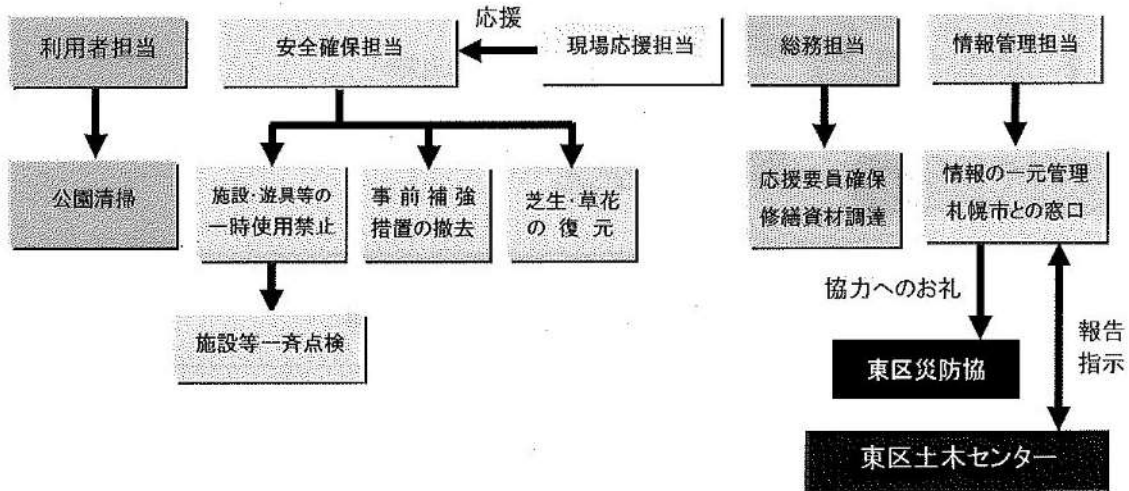 応援
利用者担当
安全確保担当
現場応援担当
総務担当
情報管理担当
公園清掃
施設・遊具等の
一時使用禁止
事前補強
措置の撤去
芝生・草花
の復元
応援要員確保
修繕資材調達
情報の一元管理
札幌市との窓口
施設等一斉点検
協力へのお礼
報告
指示
東区災防協
東区土木センター